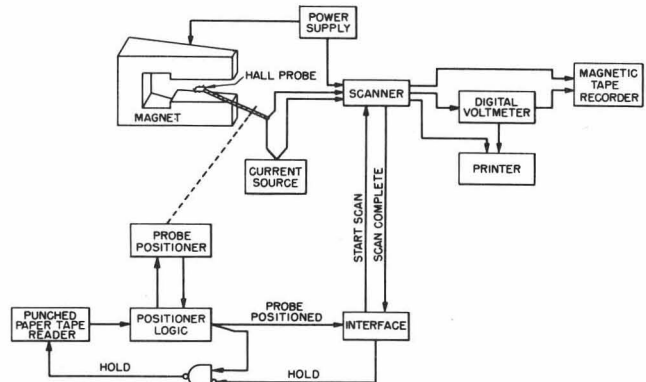 POWER
SUPPLY
HALL PROBE
MAGNET
SCANNER
MAGNETIC
TAPE
RECORDER
DIGITAL
VOLTMETER
PRINTER
CURRENT
SOURCE
START SCAN
SCAN COMPLETE
PROBE
POSITIONER
PUNCHED
PAPER TAPE
READER
POSITIONER
LOGIC
PROBE
POSITIONED
INTERFACE
HOLD
HOLD